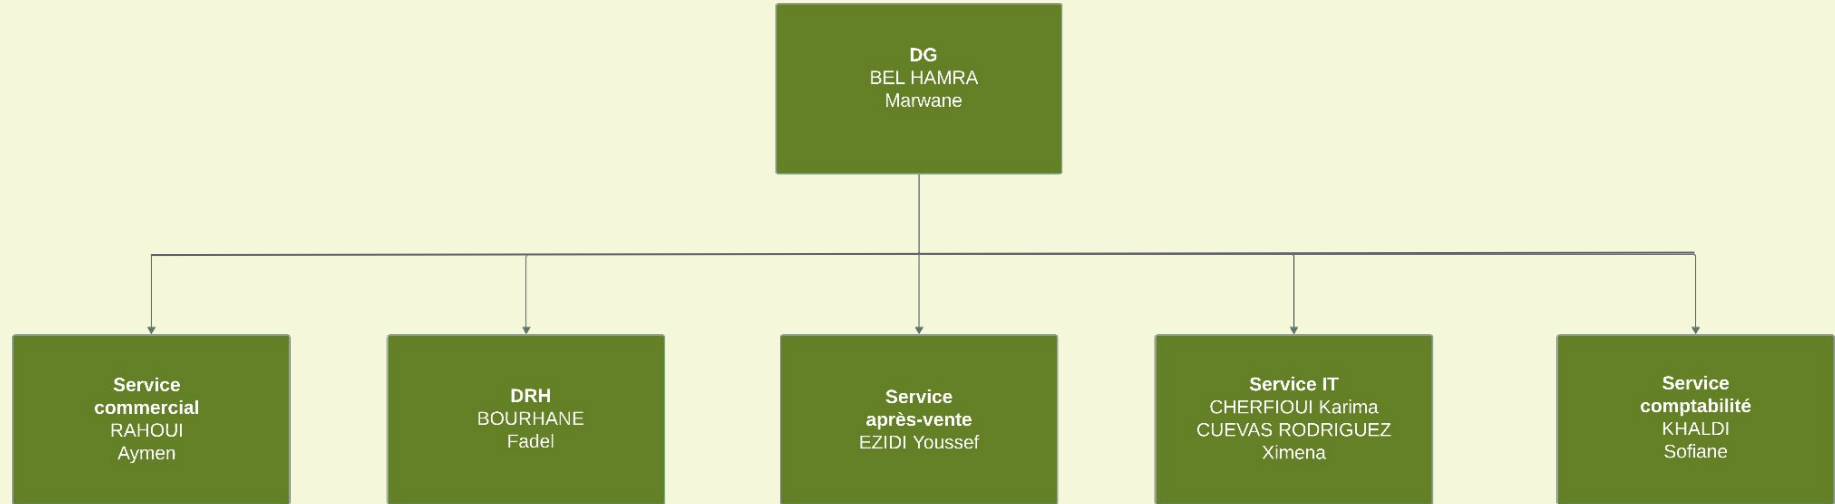 DG
BEL HAMRA
Marwane
Service
commercial
RAHOUI
Aymen
DRH
BOURHANE
Fadel
Service
après-vente
EZIDI Youssef
Service IT
CHERFIOUI Karima
CUEVAS RODRIGUEZ
Ximena
Service
comptabilité
KHALDI
Sofiane